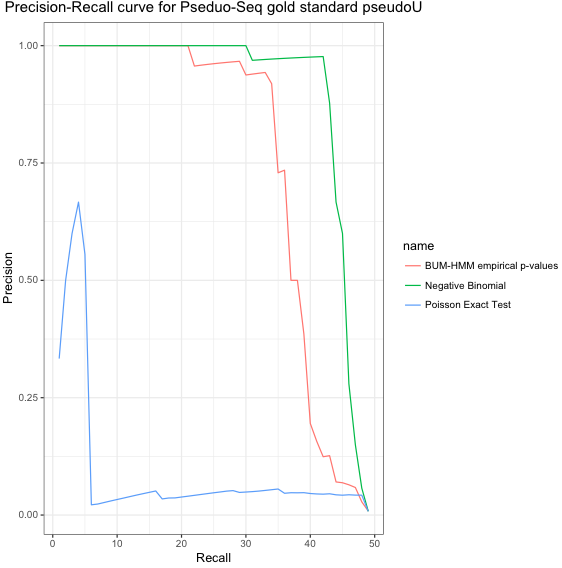 Precision-Recall curve for Pseduo-Seq gold standard pseudoU
1.00
0.75
0.50
0.25
0.00
Precision
0 10 20 30 40 50
Recall
name
BUM-HMM empirical p-values
Negative Binomial
Poisson Exact Test